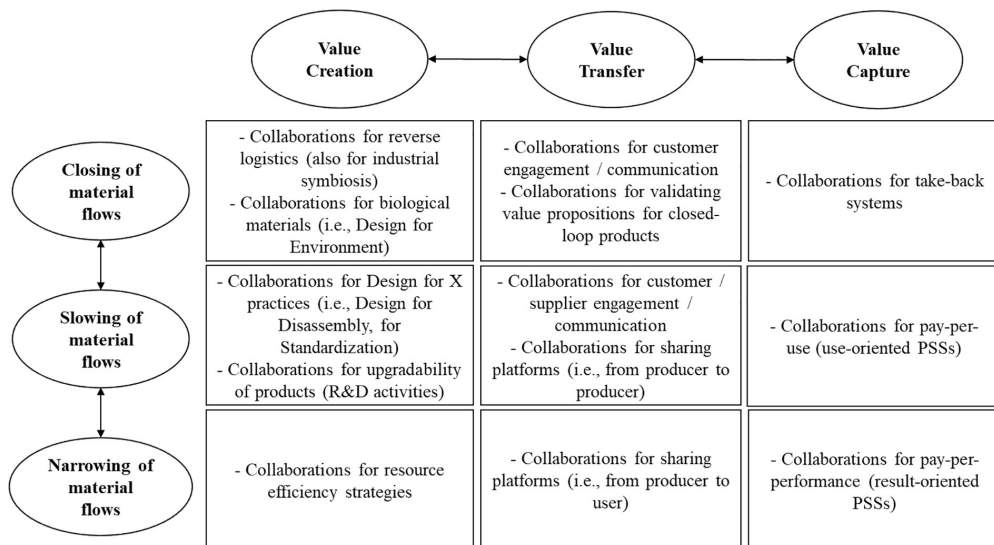 Value
Creation
Value
Transfer
Value
Capture
Closing of
material
flows
- Collaborations for reverse
logistics (also for industrial
symbiosis)
- Collaborations for biological
materials (i.e., Design for
Environment)
- Collaborations for customer
engagement / communication
- Collaborations for validating
value propositions for closed-
loop products
- Collaborations for take-back
systems
Slowing of
material
flows
- Collaborations for Design for X
practices (i.e., Design for
Disassembly, for
Standardization)
- Collaborations for upgradability
of products (R&D activities)
- Collaborations for customer /
supplier engagement /
communication
- Collaborations for sharing
platforms (i.e., from producer to
producer)
- Collaborations for pay-per-
use (use-oriented PSSs)
Narrowing of
material
flows
- Collaborations for resource
efficiency strategies
- Collaborations for sharing
platforms (i.e., from producer to
user)
- Collaborations for pay-per-
performance (result-oriented
PSSs)